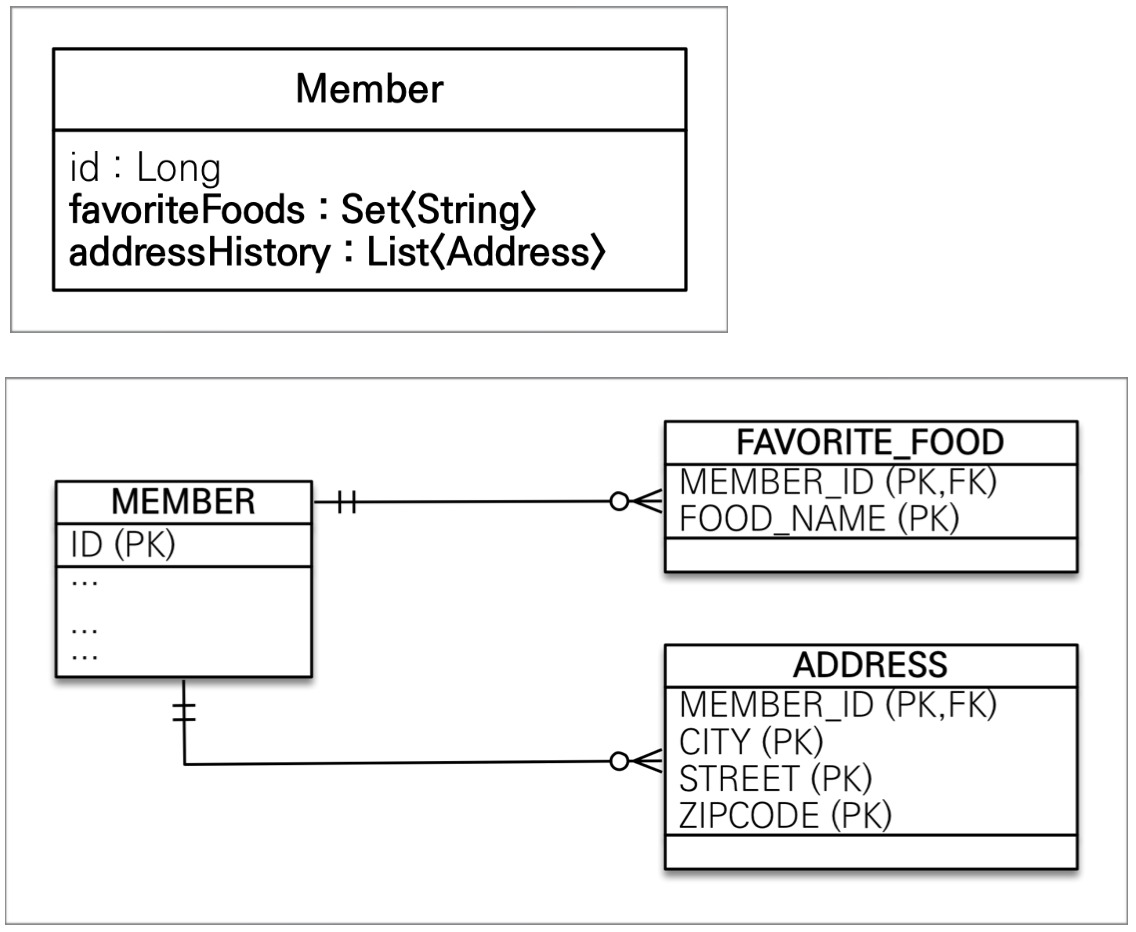 Member
id : Long
favoriteFoods : Set<String>
addressHistory : List<Address>
MEMBER
ID (PK)
...
...
...
FAVORITE_FOOD
MEMBER_ID (PK,FK)
FOOD_NAME (PK)
ADDRESS
MEMBER_ID (PK,FK)
CITY (PK)
STREET (PK)
ZIPCODE (PK)